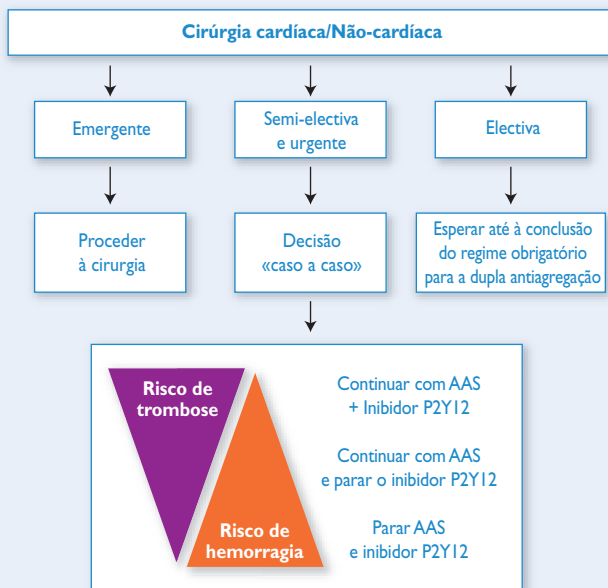 Cirúrgia cardíaca/Não-cardíaca
Emergente
Semi-electiva
e urgente
Electiva
Proceder
à cirurgia
Decisão
«caso a caso»
Esperar até à conclusão
do regime obrigatório
para a dupla antiagregação
Risco de
trombose
Risco de
hemorragia
Continuar com AAS
+ Inibidor P2Y12
Continuar com AAS
e parar o inibidor P2Y12
Parar AAS
e inibidor P2Y12